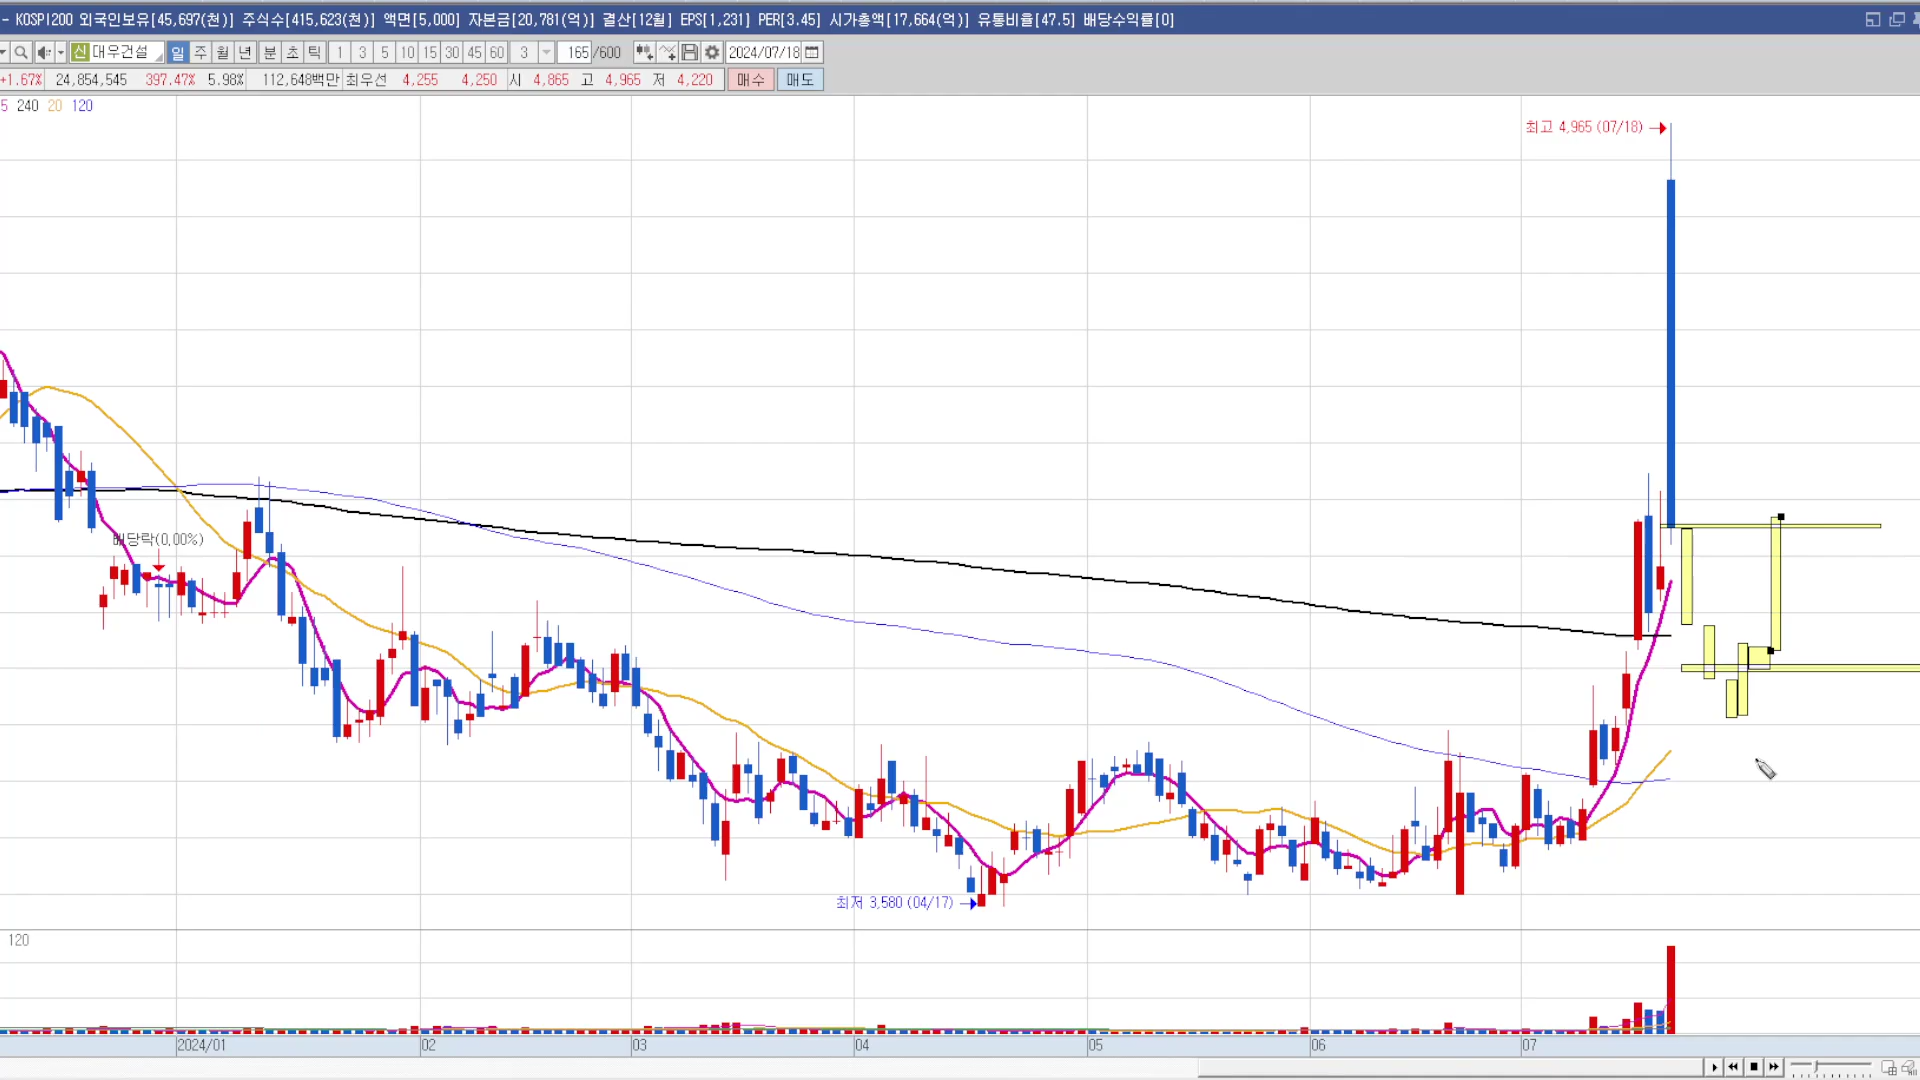 - KOSPI200 외국인보유[45,697(천)] 주식수[415,623(천)] 액면[5,000] 자본금[20,781(억)] 결산[12월] EPS[1,231] PER[3.45] 시가총액[17,664(억)] 유통비율[47.5] 배당수익률[0]
신 대우건설 일 주 월 년 분 초 틱 1 3 5 10 15 30 45 60 3 165 /600 2024/07/18
+1.67% 24,854,545 397.47% 5.98% 112,648백만 최우선 4,255 4,250 시 4,865 고 4,965 저 4,220 매수 매도
5 240 20 120
최고 4,965 (07/18)
배당락(0,00%)
최저 3,580 (04/17)
120
2024/01 02 03 04 05 06 07